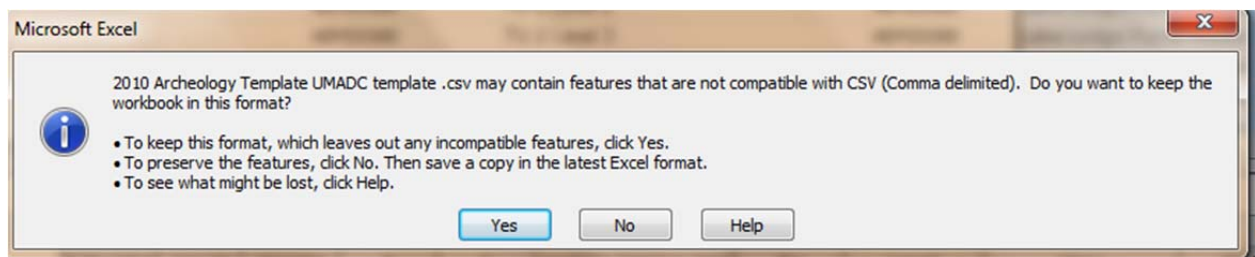 Microsoft Excel
2010 Archeology Template UMADC template .csv may contain features that are not compatible with CSV (Comma delimited).  Do you want to keep the
workbook in this format?
• To keep this format, which leaves out any incompatible features, click Yes.
• To preserve the features, click No. Then save a copy in the latest Excel format.
• To see what might be lost, click Help.
Yes No Help